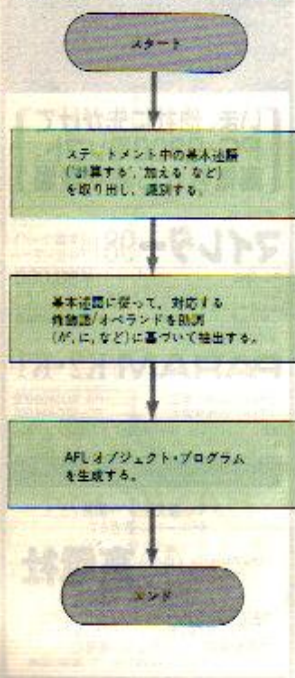 スタート
ステートメント中の基本述語
('計算する', '加える' など)
を取り出し、識別する。
基本述語に従って、対応する
/オペランドを助詞
(が, に, など)に基づいて抽出する。
APL オブジェクト・プログラム
を生成する。
エンド